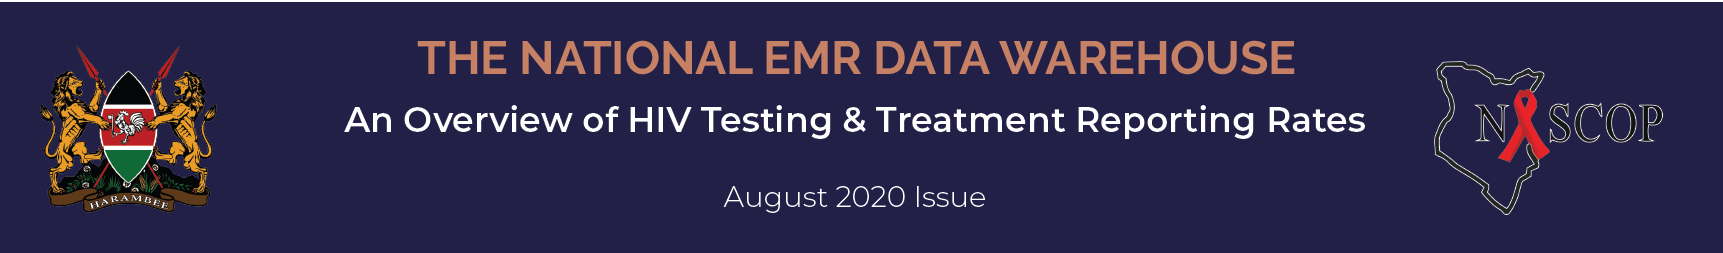 THE NATIONAL EMR DATA WAREHOUSE
An Overview of HIV Testing & Treatment Reporting Rates
August 2020 Issue
HARAMBEE
NASCOP